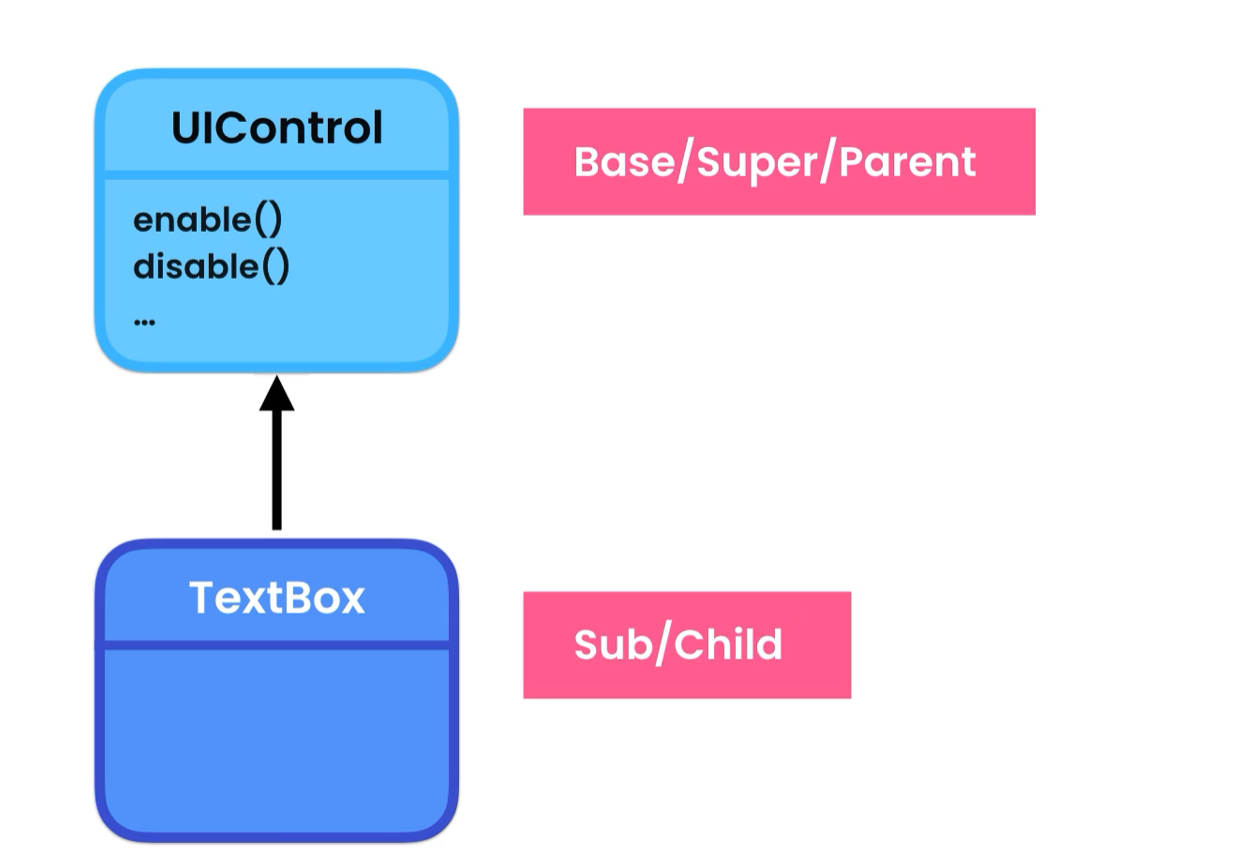 UIControl
Base/Super/Parent
enable()
disable()
...
TextBox
Sub/Child